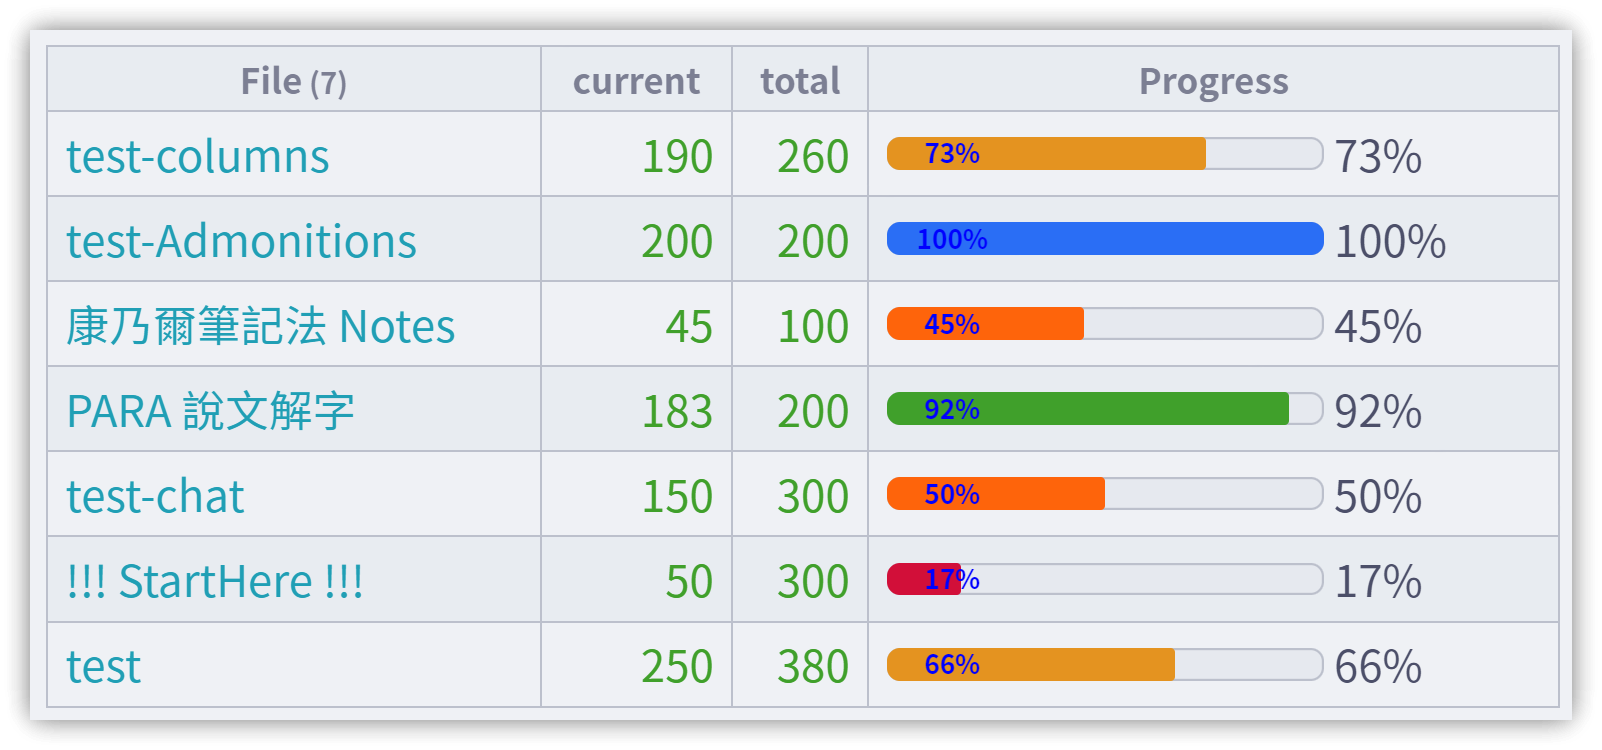 File (7) current total Progress
test-columns 190 260 73% 73%
test-Admonitions 200 200 100% 100%
康乃爾筆記法 Notes 45 100 45% 45%
PARA 說文解字 183 200 92% 92%
test-chat 150 300 50% 50%
!!! StartHere !!! 50 300 17% 17%
test 250 380 66% 66%